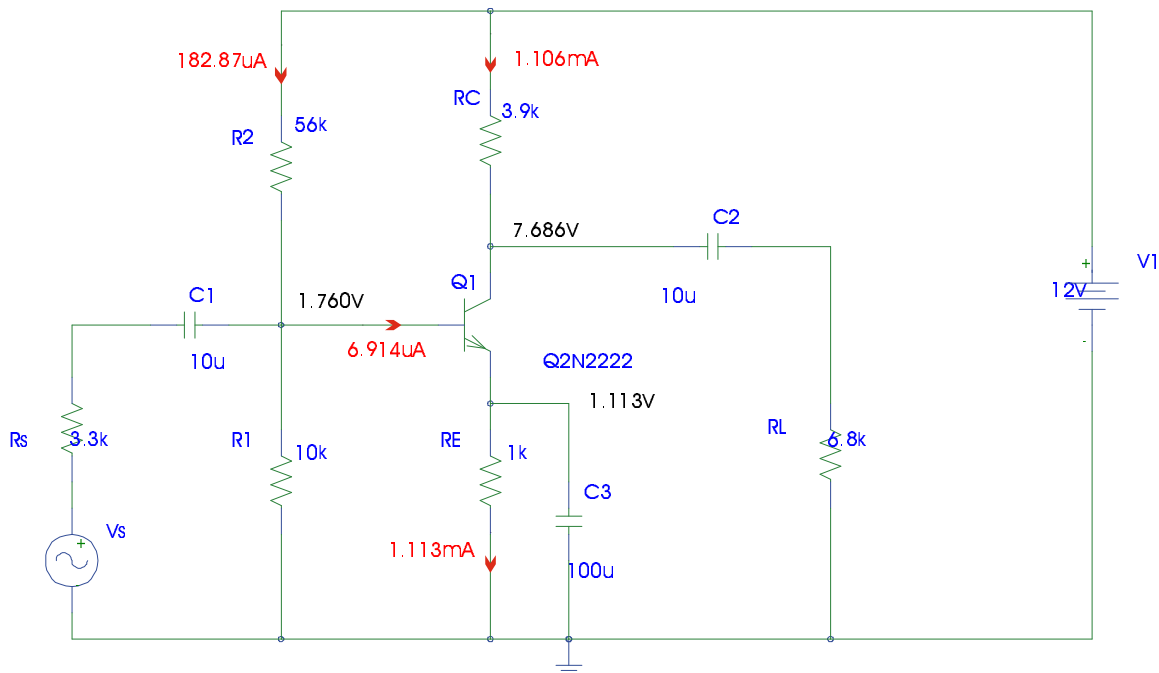 182.87uA
1.106mA
RC
3.9k
R2
56k
7.686V
C2
10u
V1
+
12V
-
Q1
C1
10u
1.760V
6.914uA
Q2N2222
1.113V
Rs
3.3k
R1
10k
RE
1k
RL
6.8k
C3
100u
Vs
+
1.113mA